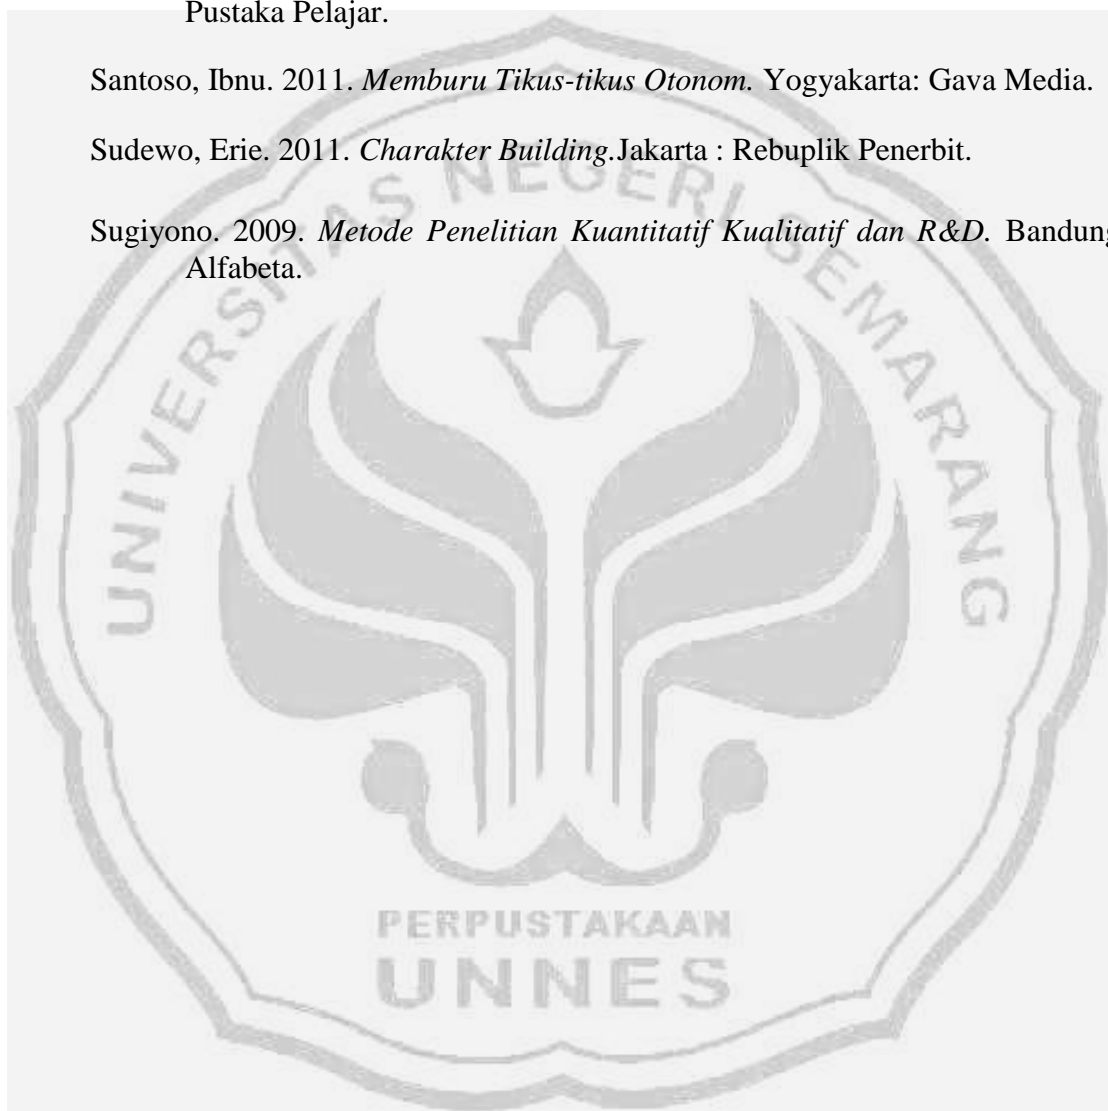 Pustaka Pelajar.
Santoso, Ibnu. 2011. Memburu Tikus-tikus Otonom. Yogyakarta: Gava Media.
Sudewo, Erie. 2011. Charakter Building.Jakarta : Rebuplik Penerbit.
Sugiyono. 2009. Metode Penelitian Kuantitatif Kualitatif dan R&D. Bandung
Alfabeta.
UNIVERSITAS NEGERI SEMARANG
PERPUSTAKAAN
UNNES